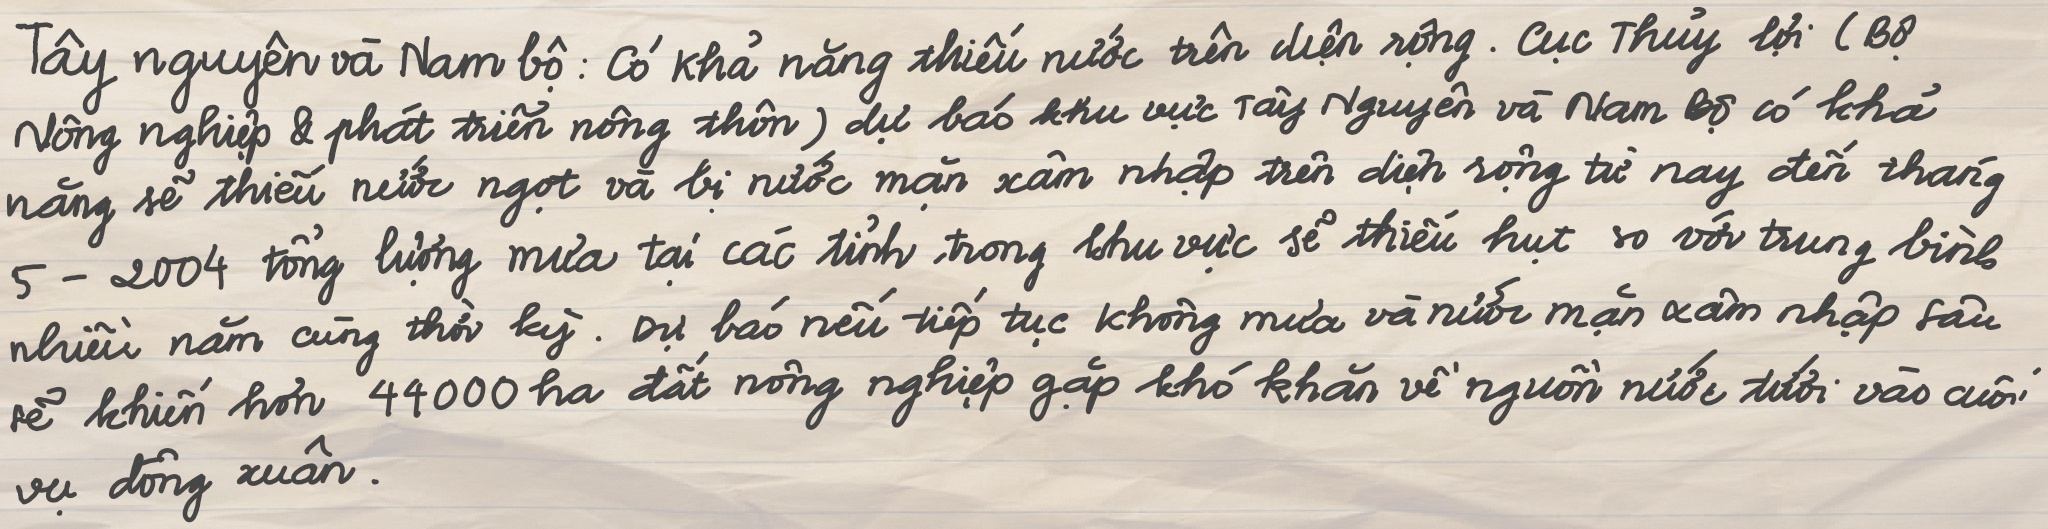 Tây nguyên và Nam bộ : Có khả năng thiếu nước trên diện rộng . Cục Thủy lợi ( Bộ
Nông nghiệp & phát triển nông thôn ) dự báo khu vực Tây Nguyên và Nam Bộ có khả
năng sẽ thiếu nước ngọt và bị nước mặn xâm nhập trên diện rộng từ nay đến tháng
5 - 2004 tổng lượng mưa tại các tỉnh trong khu vực sẽ thiếu hụt so với trung bình
nhiều năm cùng thời kỳ . Dự báo nếu tiếp tục không mưa và nước mặn xâm nhập sâu
sẽ khiến hơn 44000 ha đất nông nghiệp gặp khó khăn về nguồn nước tưới vào cuối
vụ đông xuân .